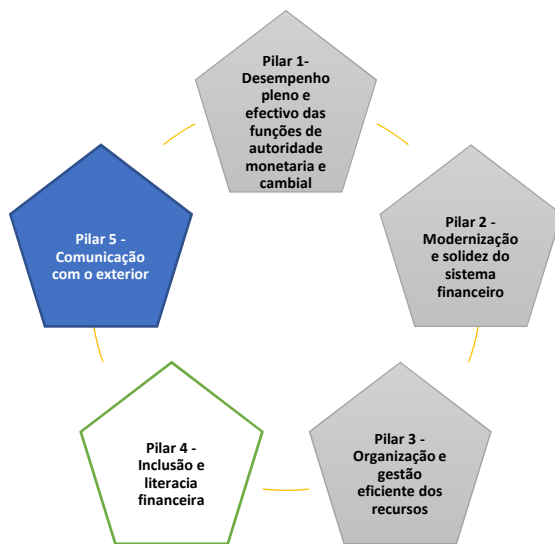 Pilar 1-
Desempenho
pleno e
efectivo das
funções de
autoridade
monetaria e
cambial
Pilar 2 -
Modernização
e solidez do
sistema
financeiro
Pilar 3 -
Organização e
gestão
eficiente dos
recursos
Pilar 4 -
Inclusão e
literacia
financeira
Pilar 5 -
Comunicação
com o exterior